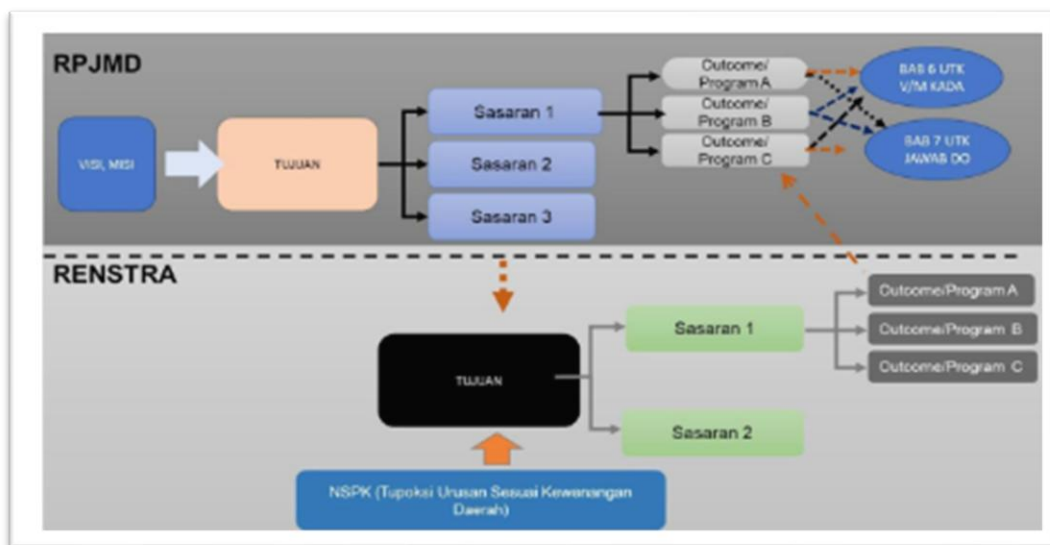 RPJMD
VISI, MISI
TUJUAN
Sasaran 1
Sasaran 2
Sasaran 3
Outcome/
Program A
Outcome/
Program B
Outcome/
Program C
BAB 6 UTK
V/M KADA
BAB 7 UTK
JAWAB DO
RENSTRA
TUJUAN
Sasaran 1
Sasaran 2
Outcome/Program A
Outcome/Program B
Outcome/Program C
NSPK (Tupoksi Urusan Sesuai Kewenangan
Daerah)